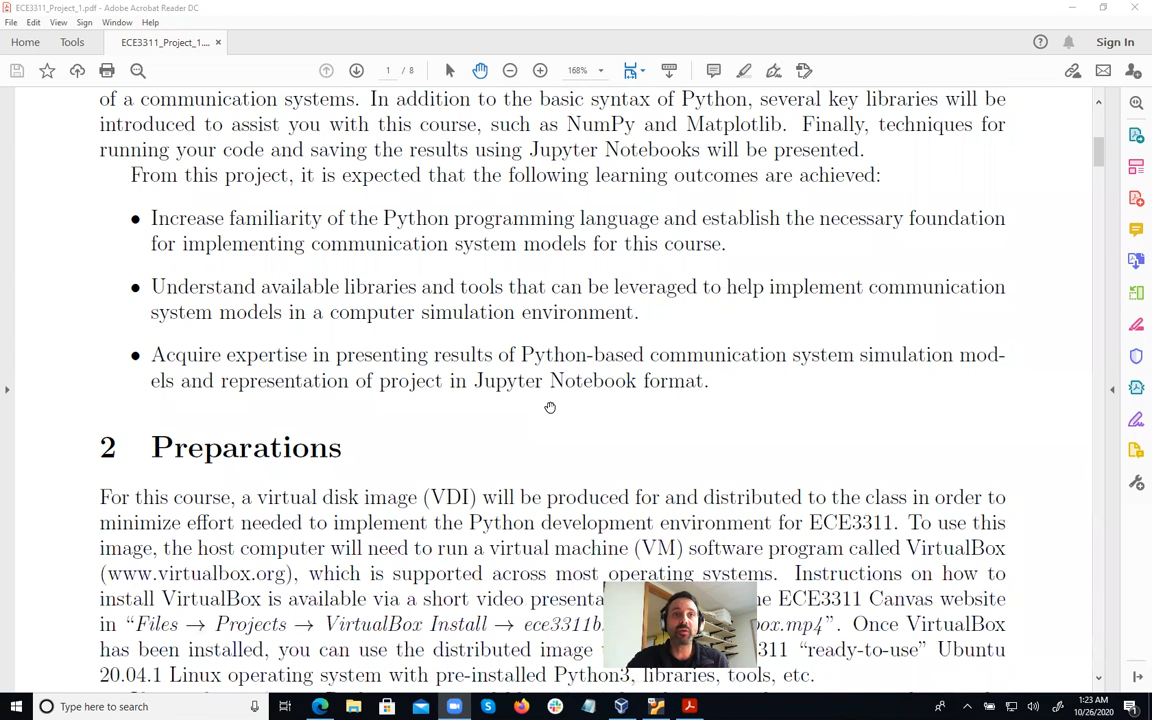 ECE3311_Project_1.pdf - Adobe Acrobat Reader DC
File Edit View Sign Window Help
Home Tools ECE3311_Project_1.... × Sign In
1 / 8 168%
of a communication systems. In addition to the basic syntax of Python, several key libraries will be
introduced to assist you with this course, such as NumPy and Matplotlib. Finally, techniques for
running your code and saving the results using Jupyter Notebooks will be presented.
From this project, it is expected that the following learning outcomes are achieved:
• Increase familiarity of the Python programming language and establish the necessary foundation
for implementing communication system models for this course.
• Understand available libraries and tools that can be leveraged to help implement communication
system models in a computer simulation environment.
• Acquire expertise in presenting results of Python-based communication system simulation mod-
els and representation of project in Jupyter Notebook format.
2 Preparations
For this course, a virtual disk image (VDI) will be produced for and distributed to the class in order to
minimize effort needed to implement the Python development environment for ECE3311. To use this
image, the host computer will need to run a virtual machine (VM) software program called VirtualBox
(www.virtualbox.org), which is supported across most operating systems. Instructions on how to
install VirtualBox is available via a short video presenta ne ECE3311 Canvas website
in “Files → Projects → VirtualBox Install → ece3311b box.mp4”. Once VirtualBox
has been installed, you can use the distributed image 311 “ready-to-use” Ubuntu
20.04.1 Linux operating system with pre-installed Python3, libraries, tools, etc.
Type here to search
1:23 AM
10/26/2020